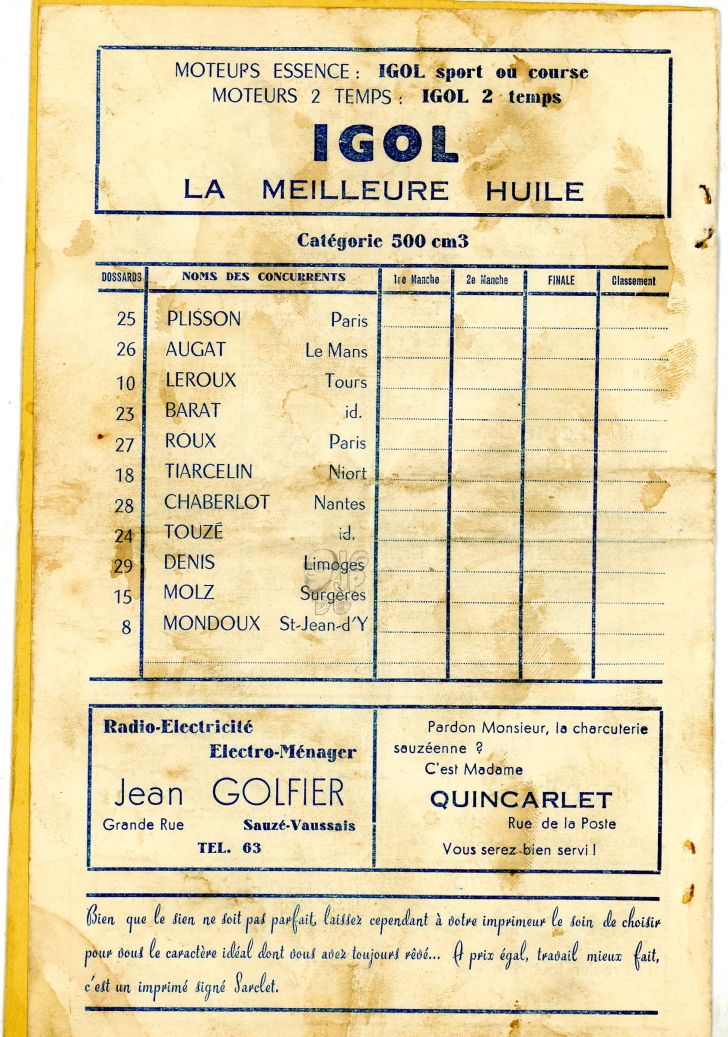 MOTEUPS ESSENCE : IGOL sport ou course
MOTEURS 2 TEMPS : IGOL 2 temps
IGOL
LA MEILLEURE HUILE
Catégorie 500 cm3
DOSSARDS NOMS DES CONCURRENTS 1re Manche 2e Manche FINALE Classement
25 PLISSON Paris
26 AUGAT Le Mans
10 LEROUX Tours
23 BARAT id.
27 ROUX Paris
18 TIARCELIN Niort
28 CHABERLOT Nantes
24 TOUZÉ id.
29 DENIS Limoges
15 MOLZ Surgères
8 MONDOUX St-Jean-d'Y
Radio-Electricité
Electro-Ménager
Jean GOLFIER
Grande Rue Sauzé-Vaussais
TEL. 63
Pardon Monsieur, la charcuterie
sauzéenne ?
C'est Madame
QUINCARLET
Rue de la Poste
Vous serez bien servi !
Bien que le sien ne soit pas parfait, laissez cependant à votre imprimeur le soin de choisir
pour vous le caractère idéal dont vous avez toujours rêvé... A prix égal, travail mieux fait,
c'est un imprimé signé Sarclet.